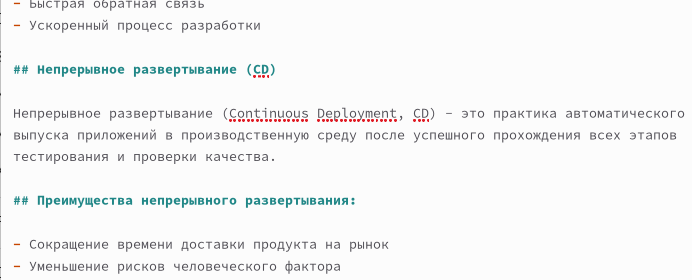 - Быстрая обратная связь
- Ускоренный процесс разработки
## Непрерывное развертывание (CD)
Непрерывное развертывание (Continuous Deployment, CD) - это практика автоматического
выпуска приложений в производственную среду после успешного прохождения всех этапов
тестирования и проверки качества.
## Преимущества непрерывного развертывания:
- Сокращение времени доставки продукта на рынок
- Уменьшение рисков человеческого фактора